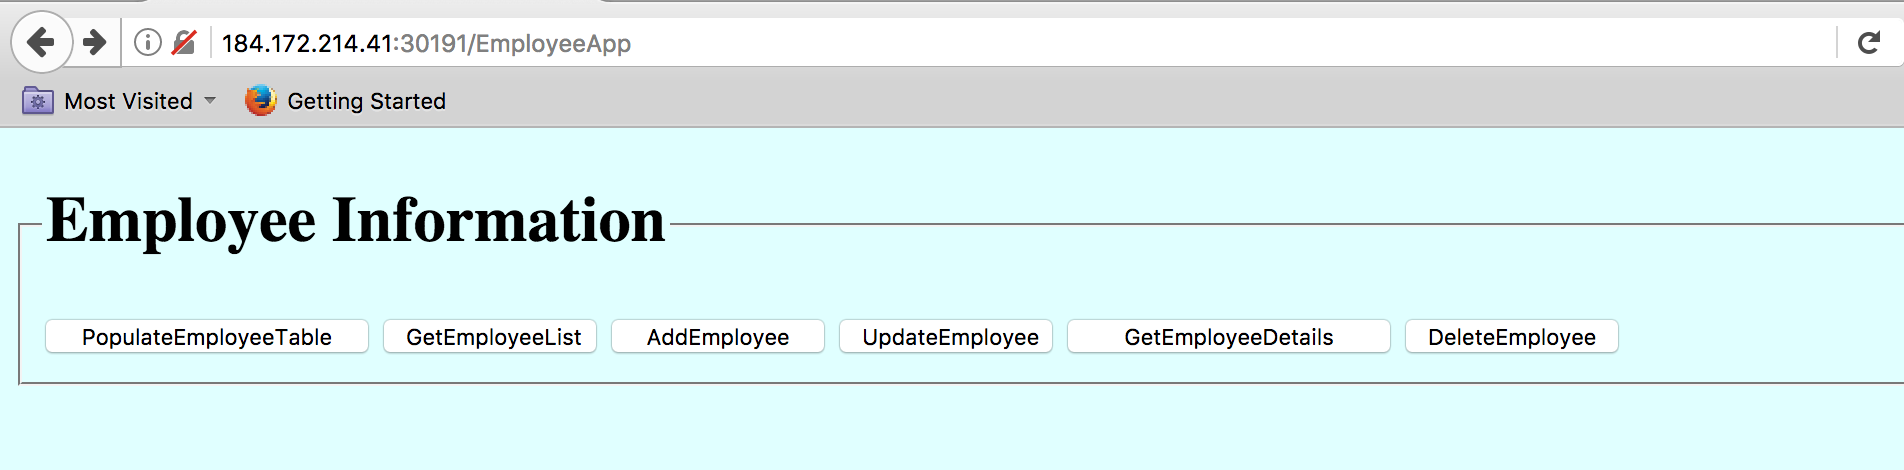 184.172.214.41:30191/EmployeeApp
Most Visited Getting Started
Employee Information
PopulateEmployeeTable GetEmployeeList AddEmployee UpdateEmployee GetEmployeeDetails DeleteEmployee